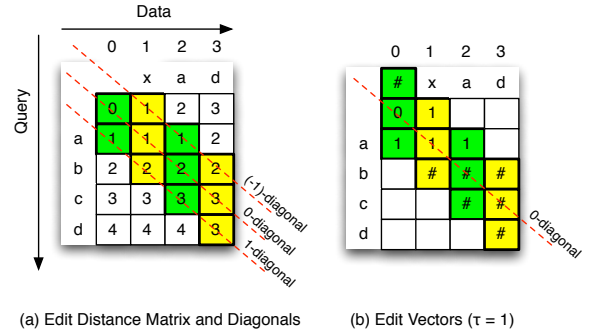 Data
0 1 2 3
x a d
Query
0 1 2 3
a 1 1 1 2
b 2 2 2 2
c 3 3 3 3
d 4 4 4 3
(-1)-diagonal
0-diagonal
1-diagonal
(a) Edit Distance Matrix and Diagonals
0 1 2 3
# x a d
0 1
a 1 1 1
b # # #
c # #
d #
0-diagonal
(b) Edit Vectors (τ = 1)